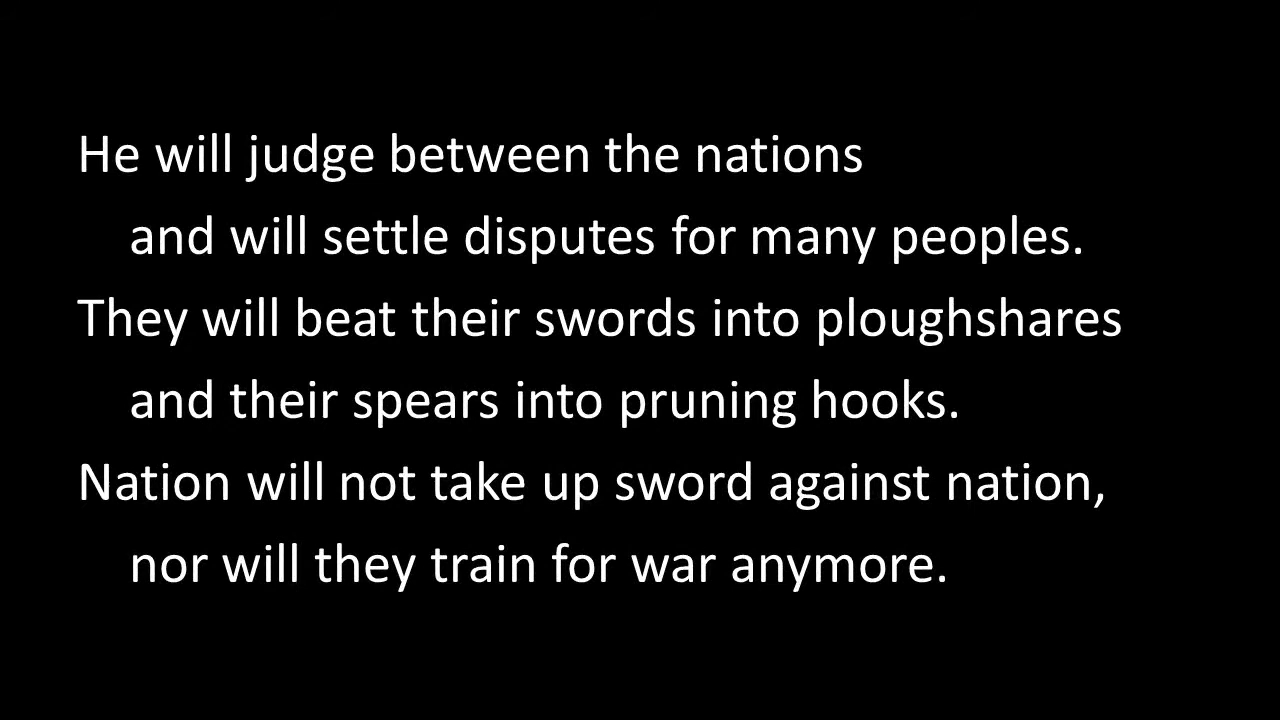 He will judge between the nations
and will settle disputes for many peoples.
They will beat their swords into ploughshares
and their spears into pruning hooks.
Nation will not take up sword against nation,
nor will they train for war anymore.